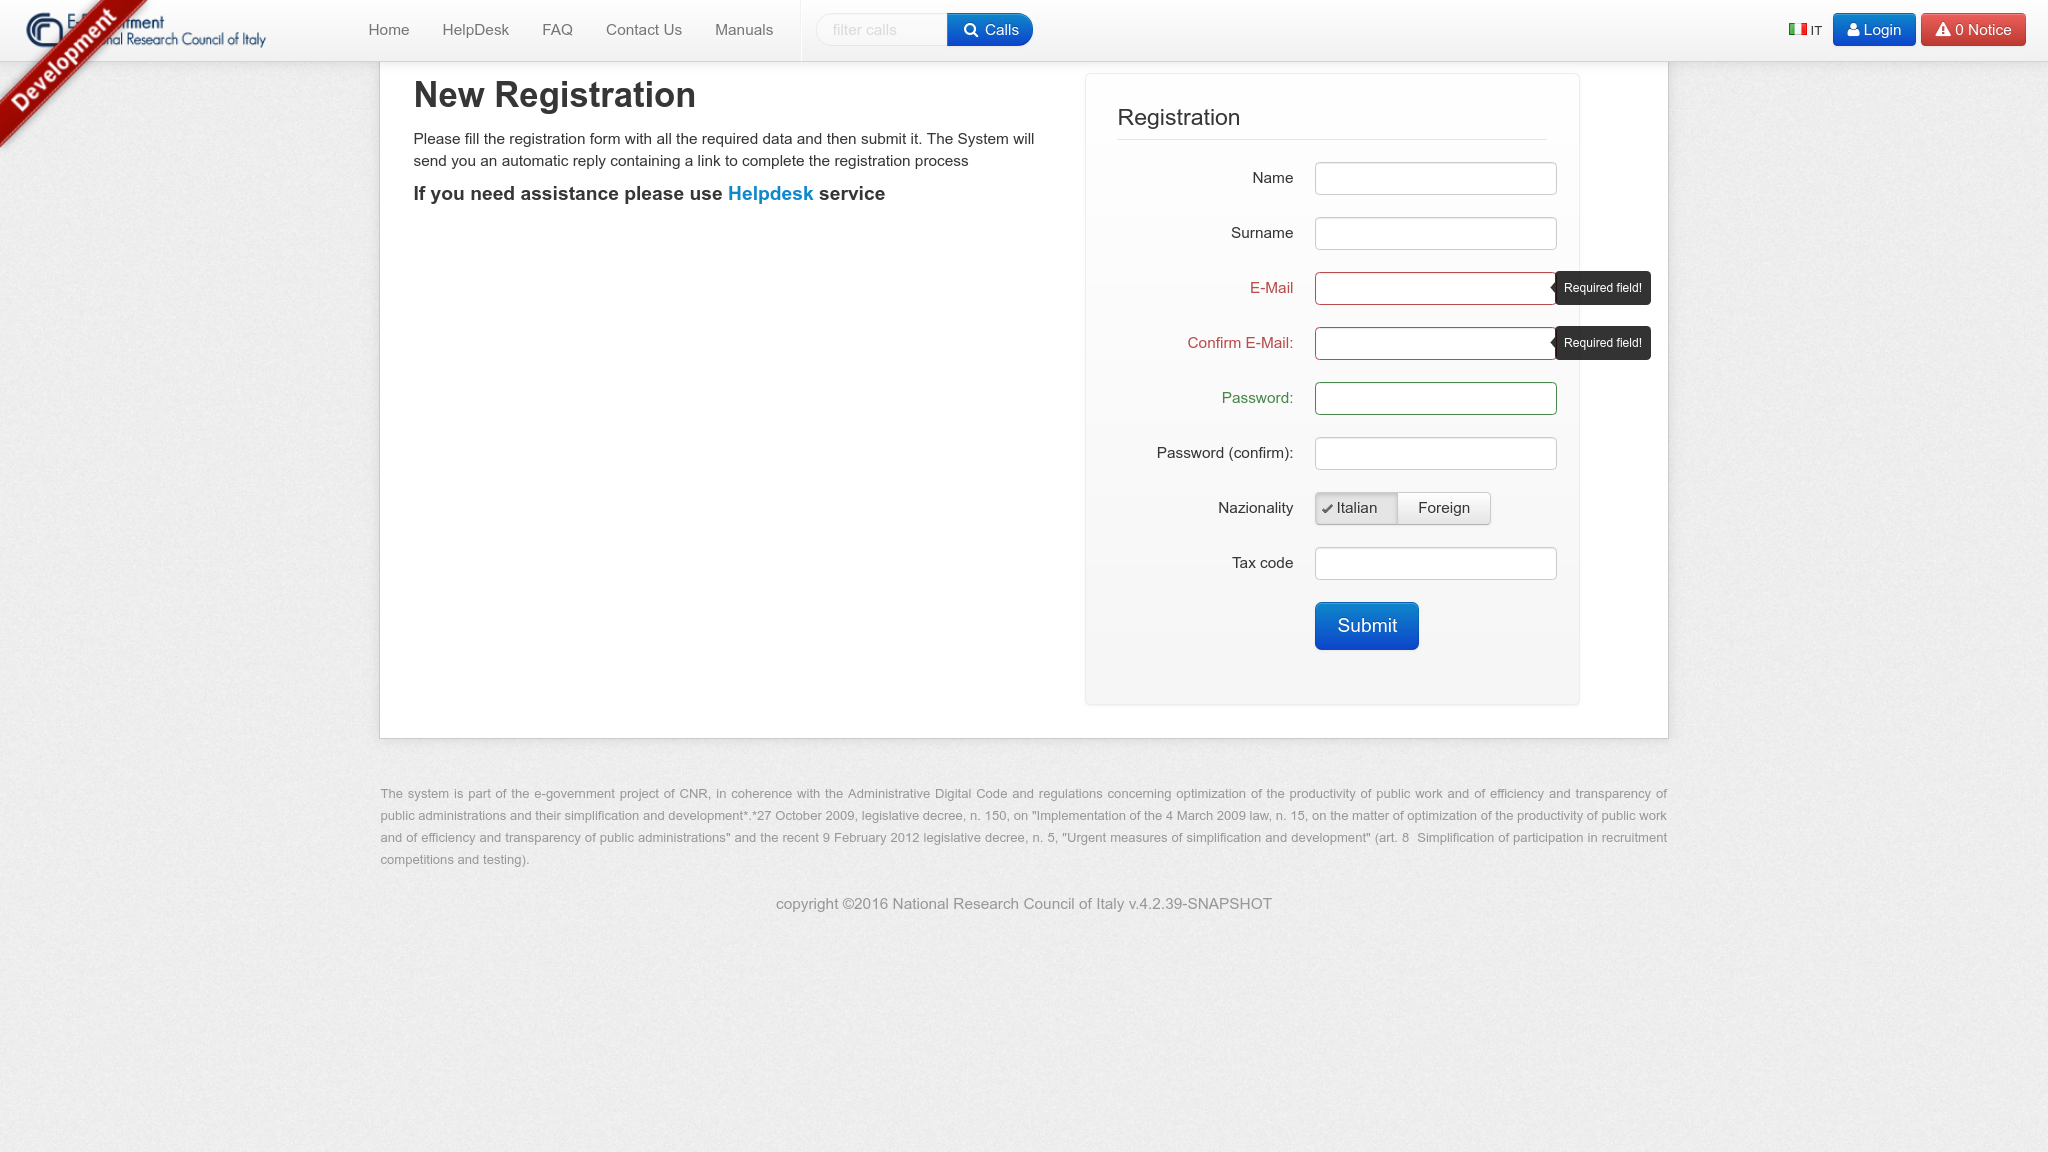 National Research Council of Italy
Development
Home HelpDesk FAQ Contact Us Manuals filter calls Calls IT Login 0 Notice
New Registration
Please fill the registration form with all the required data and then submit it. The System will
send you an automatic reply containing a link to complete the registration process
If you need assistance please use Helpdesk service
Registration
Name
Surname
E-Mail Required field!
Confirm E-Mail: Required field!
Password:
Password (confirm):
Nazionality Italian Foreign
Tax code
Submit
The system is part of the e-government project of CNR, in coherence with the Administrative Digital Code and regulations concerning optimization of the productivity of public work and of efficiency and transparency of
public administrations and their simplification and development*.*27 October 2009, legislative decree, n. 150, on "Implementation of the 4 March 2009 law, n. 15, on the matter of optimization of the productivity of public work
and of efficiency and transparency of public administrations" and the recent 9 February 2012 legislative decree, n. 5, "Urgent measures of simplification and development" (art. 8  Simplification of participation in recruitment
competitions and testing).
copyright ©2016 National Research Council of Italy v.4.2.39-SNAPSHOT